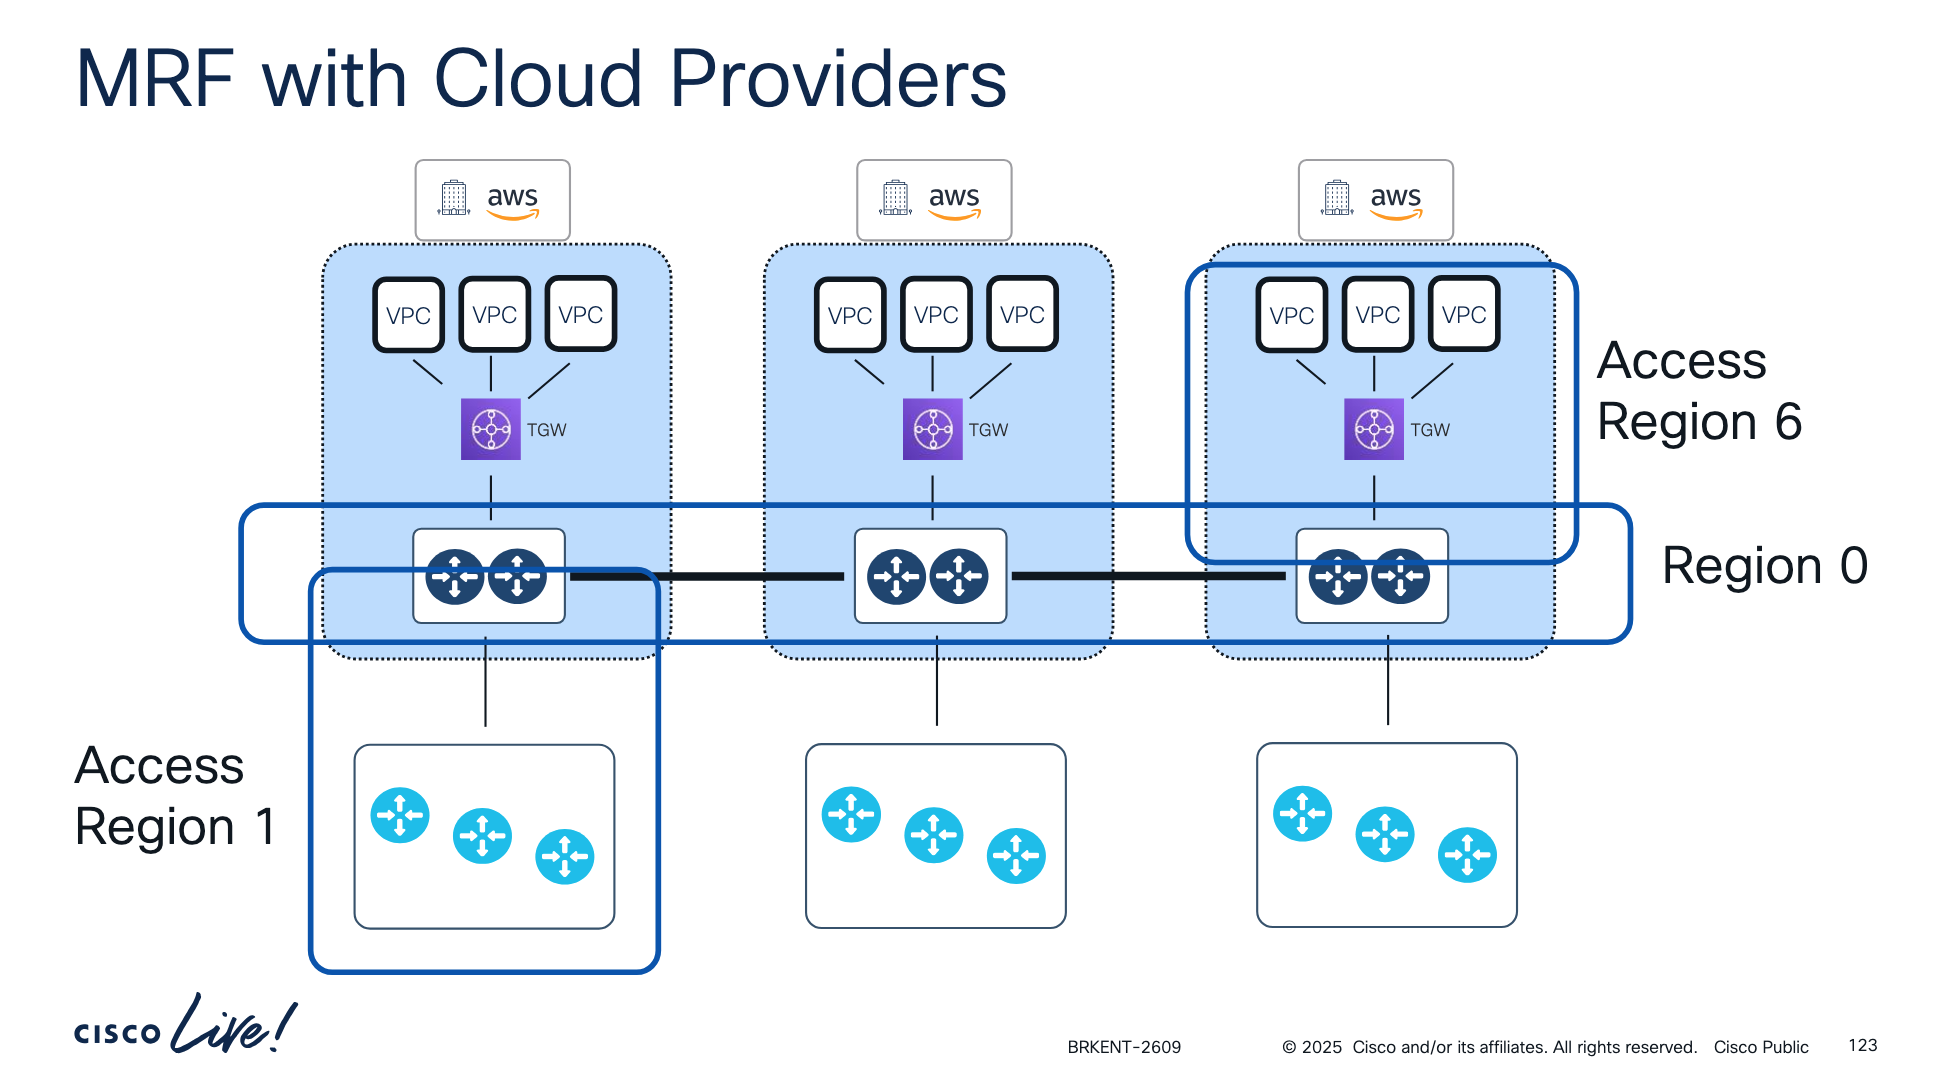 MRF with Cloud Providers
aws
aws
aws
VPC VPC VPC
VPC VPC VPC
VPC VPC VPC
TGW
TGW
TGW
Access
Region 6
Region 0
Access
Region 1
CISCO Live!
BRKENT-2609
© 2025 Cisco and/or its affiliates. All rights reserved. Cisco Public
123